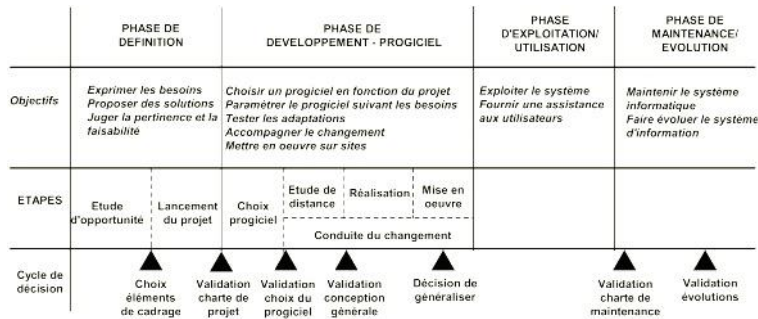 PHASE DE
DEFINITION
PHASE DE
DEVELOPPEMENT - PROGICIEL
PHASE
D'EXPLOITATION/
UTILISATION
PHASE DE
MAINTENANCE/
EVOLUTION
Objectifs
Exprimer les besoins
Proposer des solutions
Juger la pertinence et la
faisabilité
Choisir un progiciel en fonction du projet
Paramétrer le progiciel suivant les besoins
Tester les adaptations
Accompagner le changement
Mettre en oeuvre sur sites
Exploiter le système
Fournir une assistance
aux utilisateurs
Maintenir le système
informatique
Faire évoluer le système
d'information
ETAPES
Etude
d'opportunité
Lancement
du projet
Choix
progiciel
Etude de
distance
Réalisation
Mise en
oeuvre
Conduite du changement
Cycle de
décision
Choix
éléments
de cadrage
Validation
charte de
projet
Validation
choix du
progiciel
Validation
conception
générale
Décision de
généraliser
Validation
charte de
maintenance
Validation
évolutions